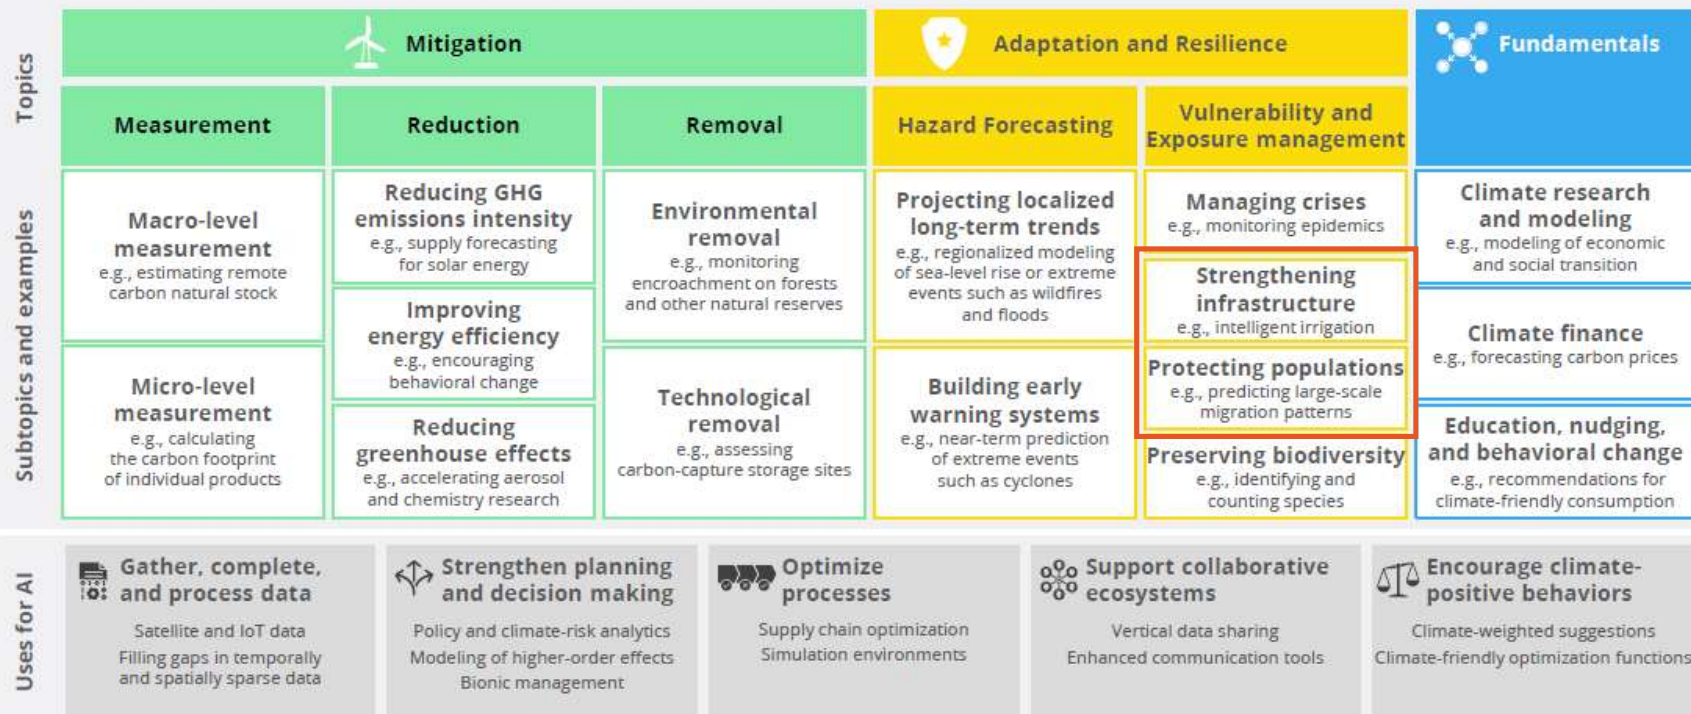 Topics
Mitigation
Adaptation and Resilience
Fundamentals
Measurement
Reduction
Removal
Hazard Forecasting
Vulnerability and
Exposure management
Subtopics and examples
Macro-level
measurement
e.g., estimating remote
carbon natural stock
Micro-level
measurement
e.g., calculating
the carbon footprint
of individual products
Reducing GHG
emissions intensity
e.g., supply forecasting
for solar energy
Improving
energy efficiency
e.g., encouraging
behavioral change
Reducing
greenhouse effects
e.g., accelerating aerosol
and chemistry research
Environmental
removal
e.g., monitoring
encroachment on forests
and other natural reserves
Technological
removal
e.g., assessing
carbon-capture storage sites
Projecting localized
long-term trends
e.g., regionalized modeling
of sea-level rise or extreme
events such as wildfires
and floods
Building early
warning systems
e.g., near-term prediction
of extreme events
such as cyclones
Managing crises
e.g., monitoring epidemics
Strengthening
infrastructure
e.g., intelligent irrigation
Protecting populations
e.g., predicting large-scale
migration patterns
Preserving biodiversity
e.g., identifying and
counting species
Climate research
and modeling
e.g., modeling of economic
and social transition
Climate finance
e.g., forecasting carbon prices
Education, nudging,
and behavioral change
e.g., recommendations for
climate-friendly consumption
Uses for AI
Gather, complete,
and process data
Satellite and IoT data
Filling gaps in temporally
and spatially sparse data
Strengthen planning
and decision making
Policy and climate-risk analytics
Modeling of higher-order effects
Bionic management
Optimize
processes
Supply chain optimization
Simulation environments
Support collaborative
ecosystems
Vertical data sharing
Enhanced communication tools
Encourage climate-
positive behaviors
Climate-weighted suggestions
Climate-friendly optimization functions